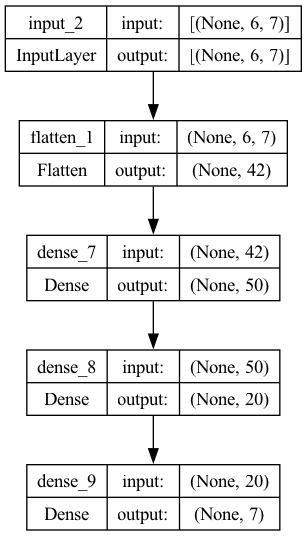 input_2 input: [(None, 6, 7)]
InputLayer output: [(None, 6, 7)]
flatten_1 input: (None, 6, 7)
Flatten output: (None, 42)
dense_7 input: (None, 42)
Dense output: (None, 50)
dense_8 input: (None, 50)
Dense output: (None, 20)
dense_9 input: (None, 20)
Dense output: (None, 7)